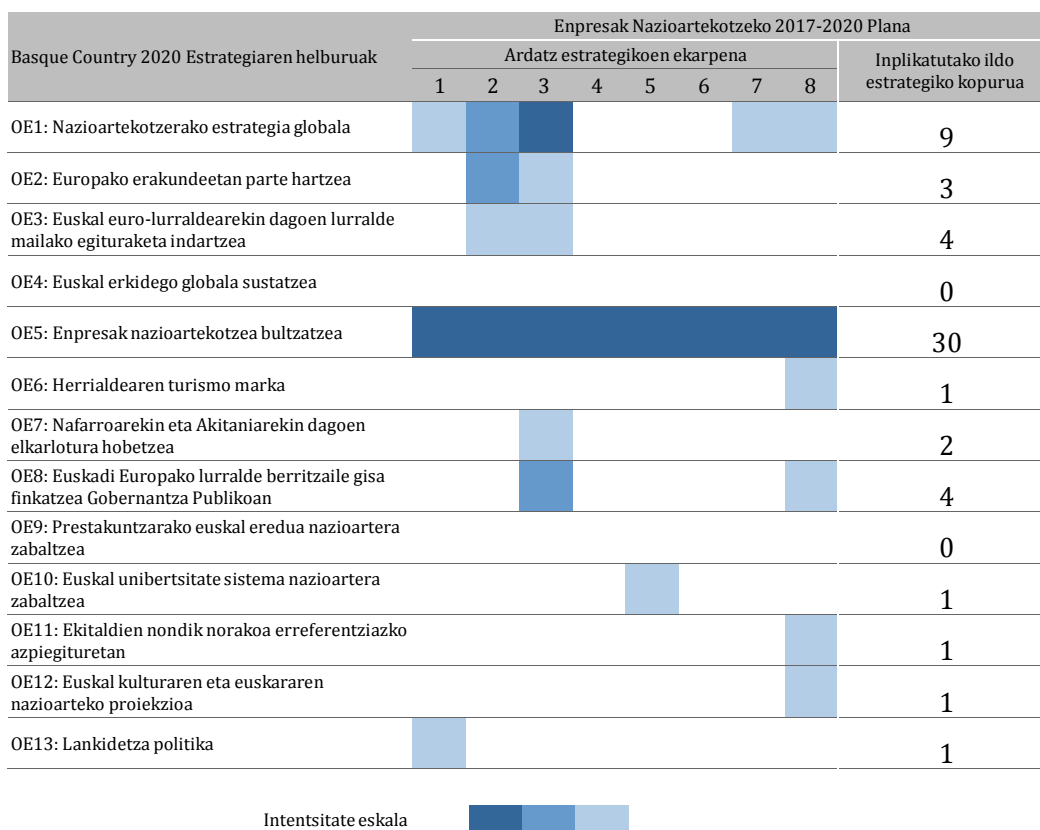 Enpresak Nazioartekotzeko 2017-2020 Plana
Basque Country 2020 Estrategiaren helburuak
Ardatz estrategikoen ekarpena
Inplikatutako ildo
estrategiko kopurua
1 2 3 4 5 6 7 8
OE1: Nazioartekotzerako estrategia globala
9
OE2: Europako erakundeetan parte hartzea
3
OE3: Euskal euro-lurraldearekin dagoen lurralde
mailako egituraketa indartzea
4
OE4: Euskal erkidego globala sustatzea
0
OE5: Enpresak nazioartekotzea bultzatzea
30
OE6: Herrialdearen turismo marka
1
OE7: Nafarroarekin eta Akitaniarekin dagoen
elkarlotura hobetzea
2
OE8: Euskadi Europako lurralde berritzaile gisa
finkatzea Gobernantza Publikoan
4
OE9: Prestakuntzarako euskal eredua nazioartera
zabaltzea
0
OE10: Euskal unibertsitate sistema nazioartera
zabaltzea
1
OE11: Ekitaldien nondik norakoa erreferentziazko
azpiegituretan
1
OE12: Euskal kulturaren eta euskararen
nazioarteko proiekzioa
1
OE13: Lankidetza politika
1
Intentsitate eskala